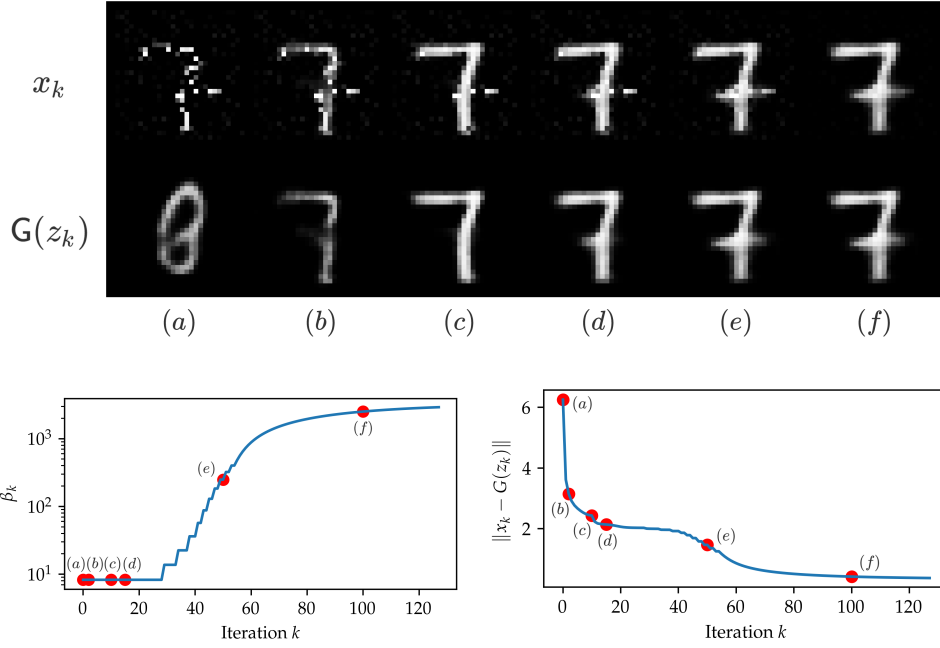 x_k
G(z_k)
(a) (b) (c) (d) (e) (f)
10^3
10^2
10^1
β_k
(a)(b)(c)(d)
(e)
(f)
0 20 40 60 80 100 120
Iteration k
6
4
2
‖x_k − G(z_k)‖
(a)
(b)
(c)
(d)
(e)
(f)
0 20 40 60 80 100 120
Iteration k